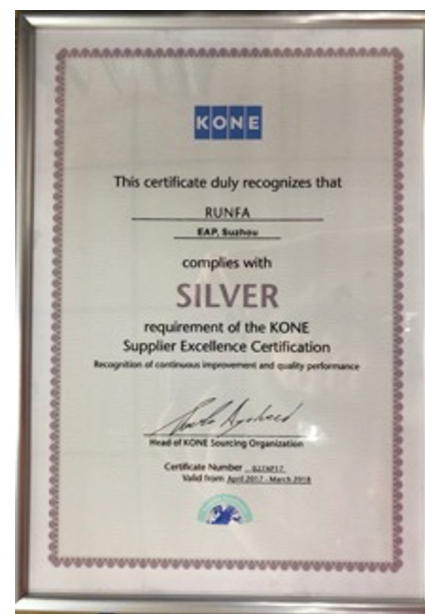 KONE
This certificate duly recognizes that
RUNFA
EAP, Suzhou
complies with
SILVER
requirement of the KONE
Supplier Excellence Certification
Recognition of continuous improvement and quality performance
Head of KONE Sourcing Organization
Certificate Number
Valid from April 2017 - March 2018